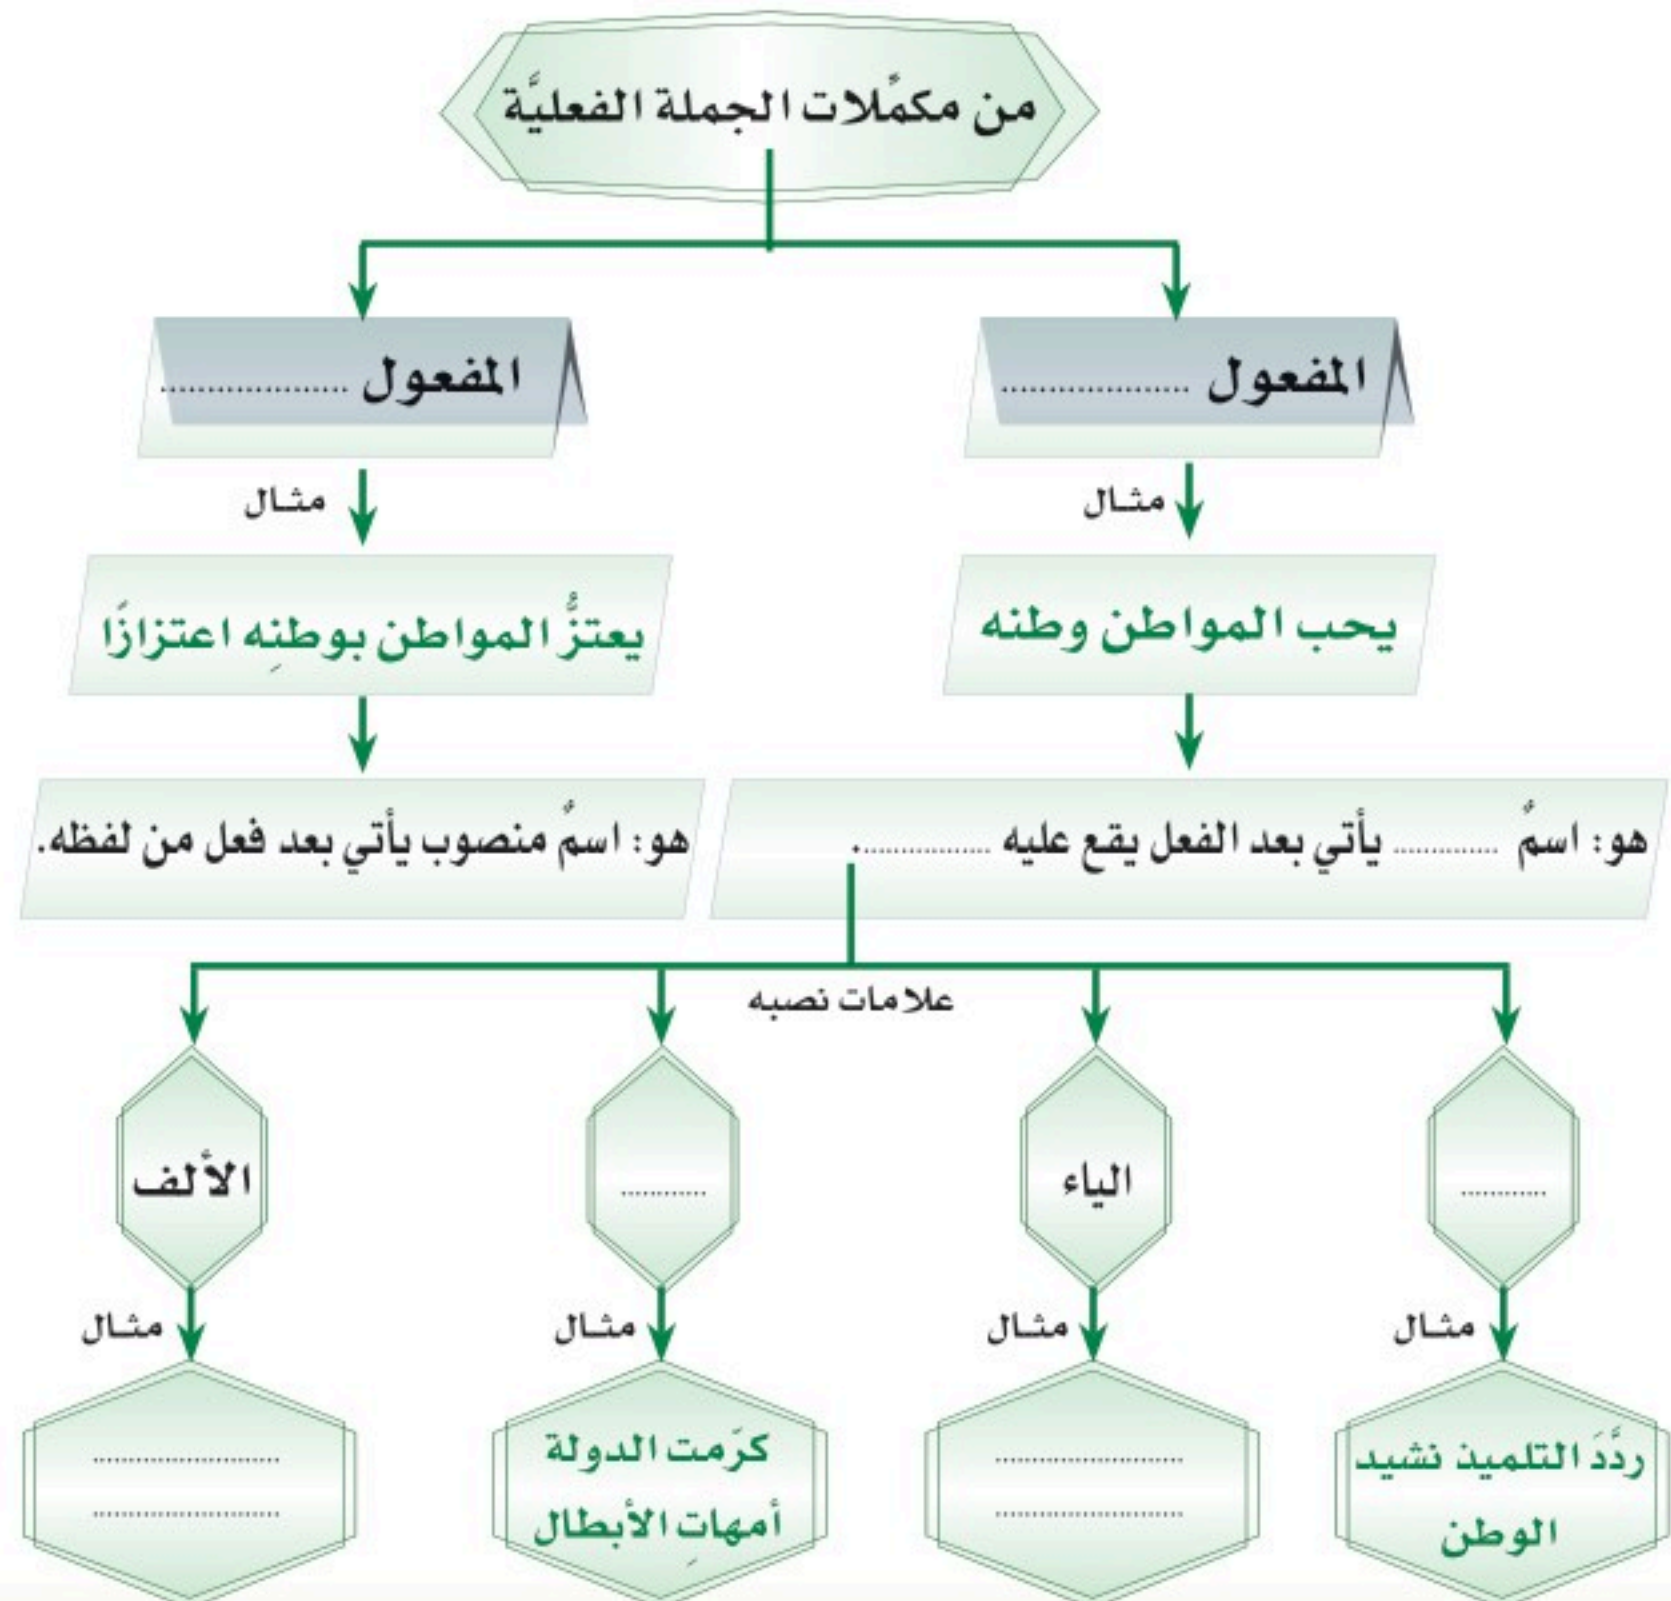 من مكمِّلات الجملة الفعليَّة
المفعول ....................
المفعول ....................
مثال
مثال
يحب المواطن وطنه
يعتزُّ المواطن بوطنِه اعتزازًا
هو: اسمٌ ............. يأتي بعد الفعل يقع عليه .................
هو: اسمٌ منصوب يأتي بعد فعل من لفظه.
علامات نصبه
............
الياء
............
الألف
مثال
مثال
مثال
مثال
ردَّدَ التلميذ نشيد
الوطن
..........................
..........................
كرَمت الدولة
أمهاتِ الأبطال
..........................
..........................